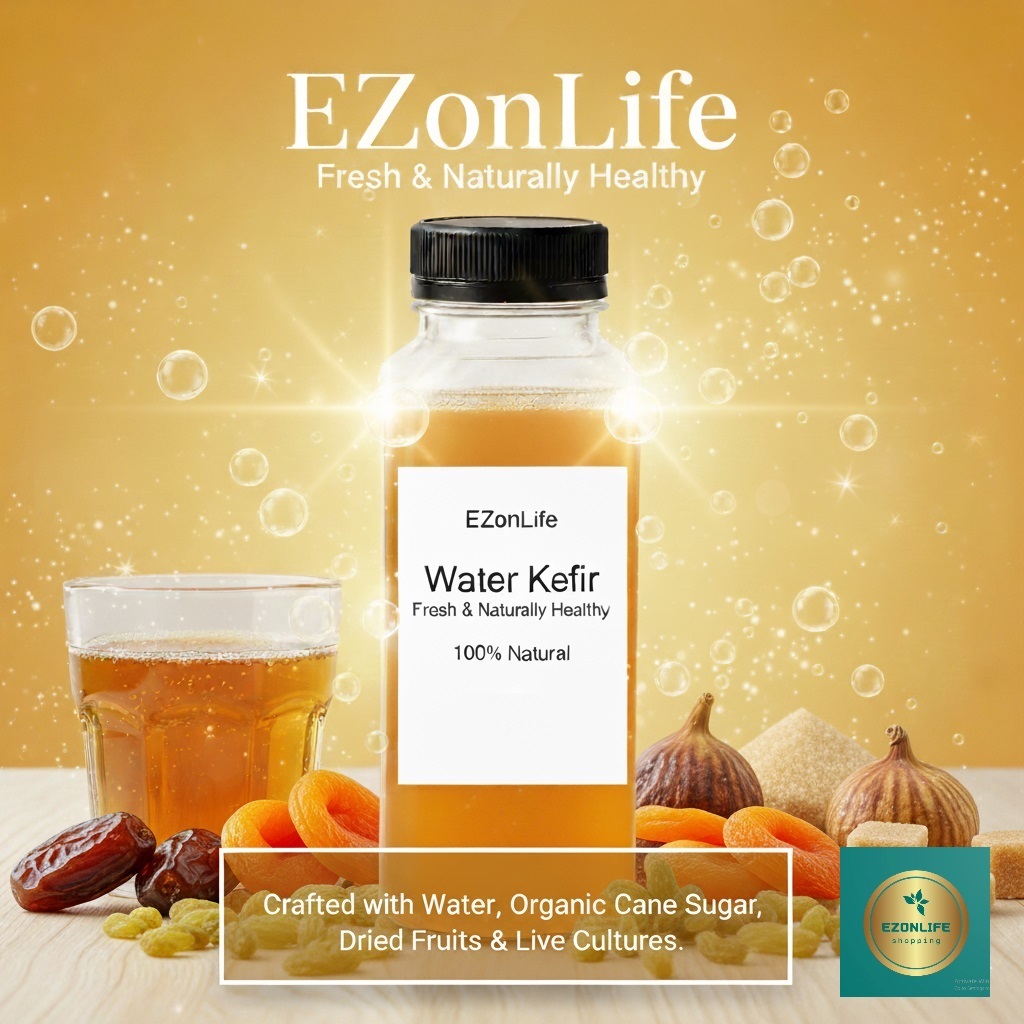 EZonLife
Fresh & Naturally Healthy
EZonLife
Water Kefir
Fresh & Naturally Healthy
100% Natural
Crafted with Water, Organic Cane Sugar,
Dried Fruits & Live Cultures.
EZONLIFE
shopping